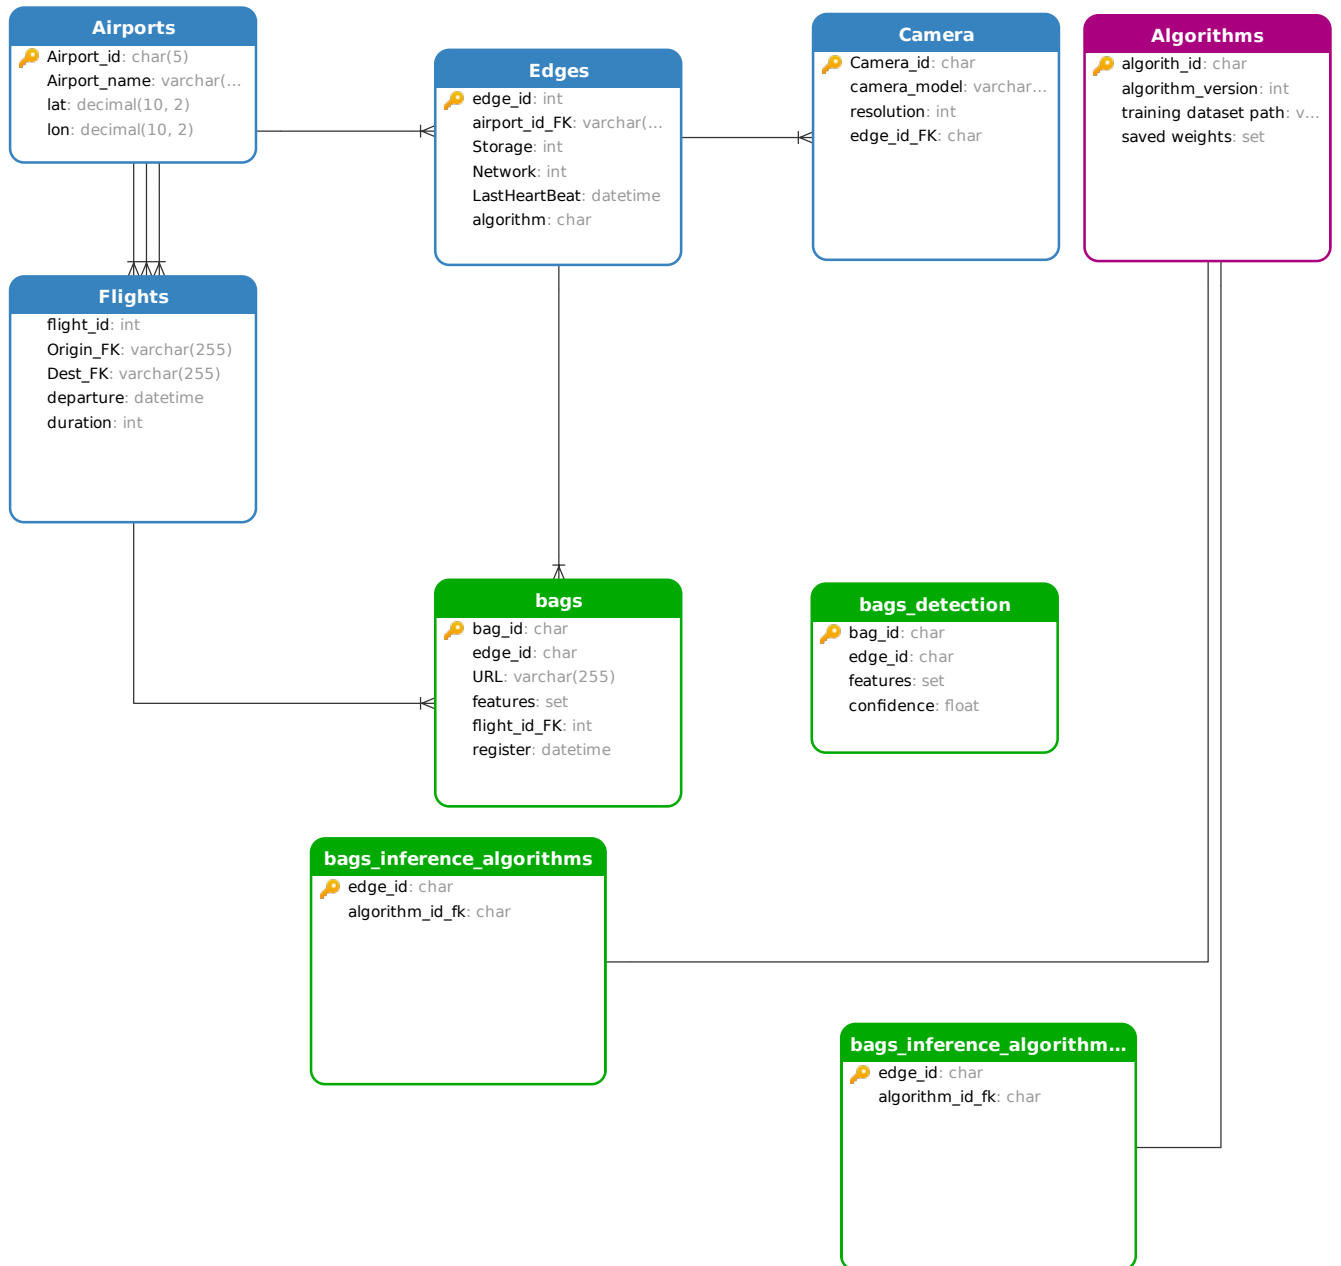 Airports
Airport_id: char(5)
Airport_name: varchar(...
lat: decimal(10, 2)
lon: decimal(10, 2)
Edges
edge_id: int
airport_id_FK: varchar(...
Storage: int
Network: int
LastHeartBeat: datetime
algorithm: char
Camera
Camera_id: char
camera_model: varchar...
resolution: int
edge_id_FK: char
Algorithms
algorith_id: char
algorithm_version: int
training dataset path: v...
saved weights: set
Flights
flight_id: int
Origin_FK: varchar(255)
Dest_FK: varchar(255)
departure: datetime
duration: int
bags
bag_id: char
edge_id: char
URL: varchar(255)
features: set
flight_id_FK: int
register: datetime
bags_detection
bag_id: char
edge_id: char
features: set
confidence: float
bags_inference_algorithms
edge_id: char
algorithm_id_fk: char
bags_inference_algorithm...
edge_id: char
algorithm_id_fk: char